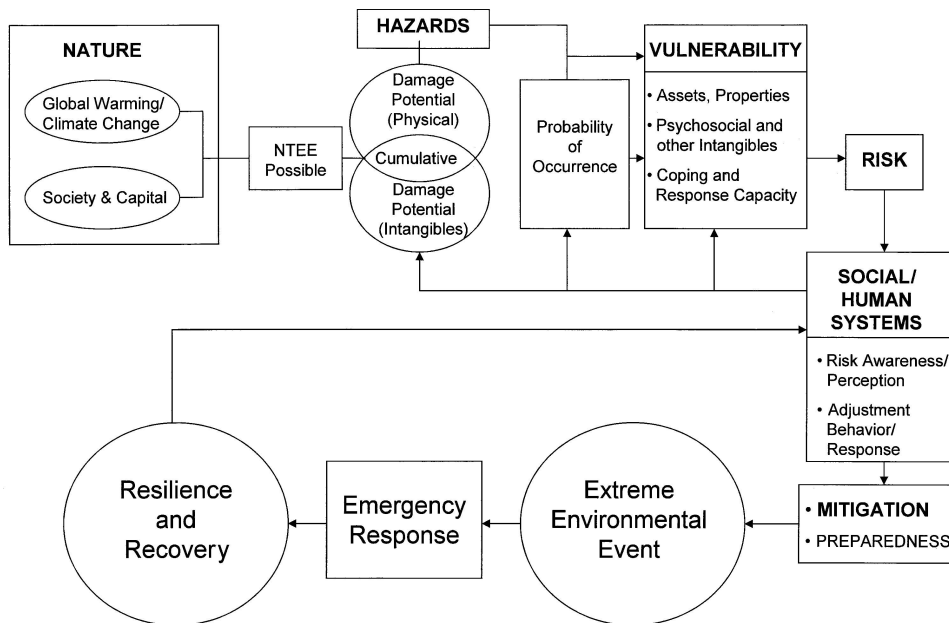 NATURE
Global Warming/
Climate Change
Society & Capital
NTEE
Possible
HAZARDS
Damage
Potential
(Physical)
Cumulative
Damage
Potential
(Intangibles)
Probability
of
Occurrence
VULNERABILITY
• Assets, Properties
• Psychosocial and
other Intangibles
• Coping and
Response Capacity
RISK
SOCIAL/
HUMAN
SYSTEMS
• Risk Awareness/
Perception
• Adjustment
Behavior/
Response
• MITIGATION
• PREPAREDNESS
Extreme
Environmental
Event
Emergency
Response
Resilience
and
Recovery